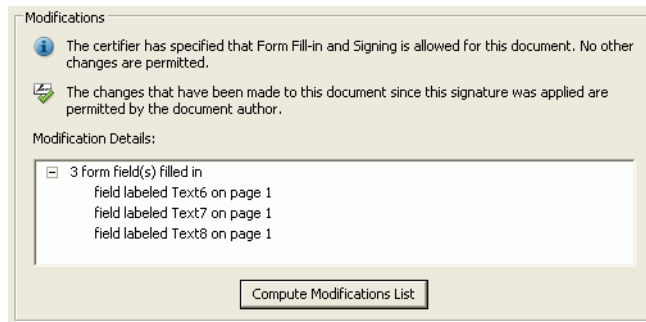 Modifications
The certifier has specified that Form Fill-in and Signing is allowed for this document. No other
changes are permitted.
The changes that have been made to this document since this signature was applied are
permitted by the document author.
Modification Details:
3 form field(s) filled in
field labeled Text6 on page 1
field labeled Text7 on page 1
field labeled Text8 on page 1
Compute Modifications List